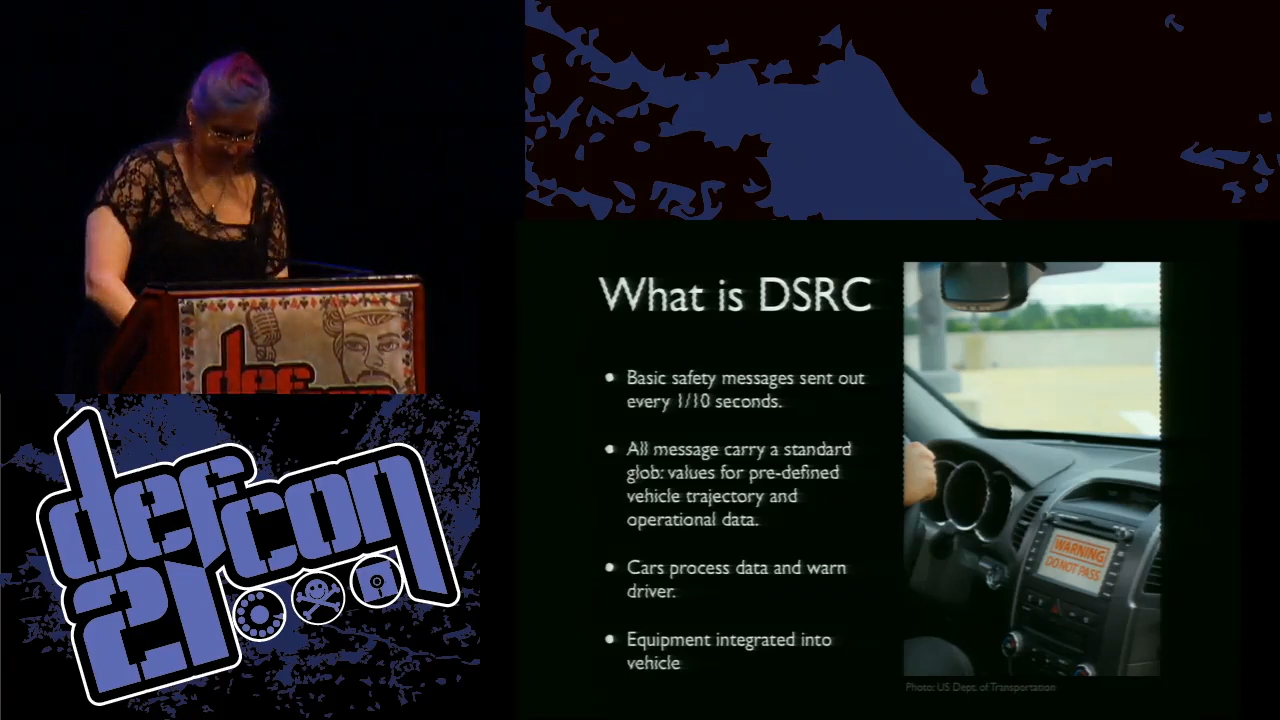 What is DSRC
Basic safety messages sent out
every 1/10 seconds.
All message carry a standard
glob: values for pre-defined
vehicle trajectory and
operational data.
Cars process data and warn
driver.
Equipment integrated into
vehicle
WARNING
DO NOT PASS
Photo: US Dept. of Transportation
def
con
defcon
21